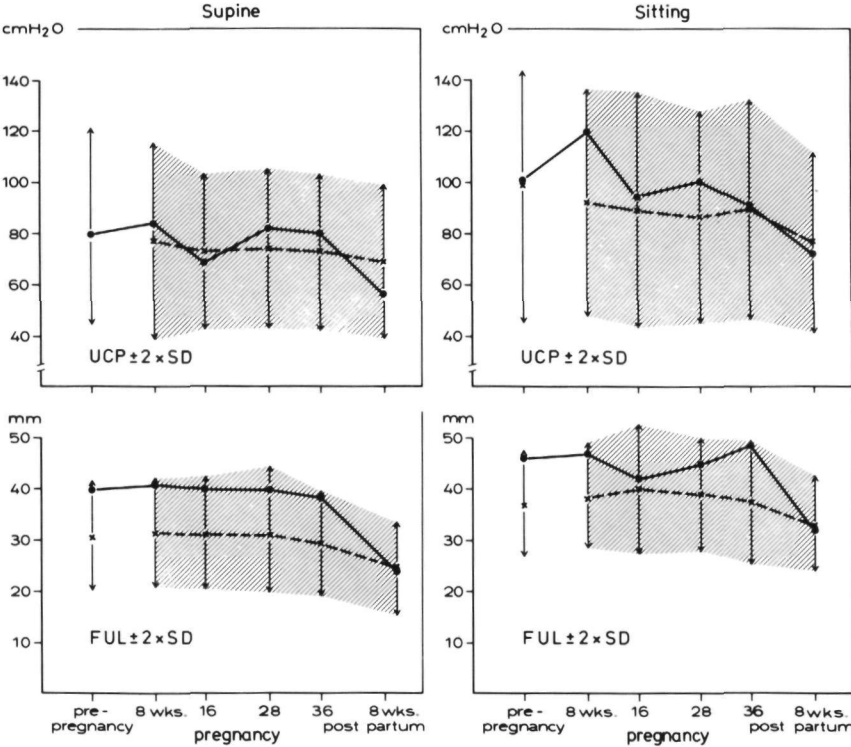 Supine
Sitting
cmH₂O
140
120
100
80
60
40
UCP ± 2 × SD
cmH₂O
140
120
100
80
60
40
UCP ± 2 × SD
mm
50
40
30
20
10
FUL ± 2 × SD
pre-
pregnancy
8 wks.
16
28
36
8 wks.
post partum
pregnancy
mm
50
40
30
20
10
FUL ± 2 × SD
pre-
pregnancy
8 wks.
16
28
36
8 wks.
post partum
pregnancy